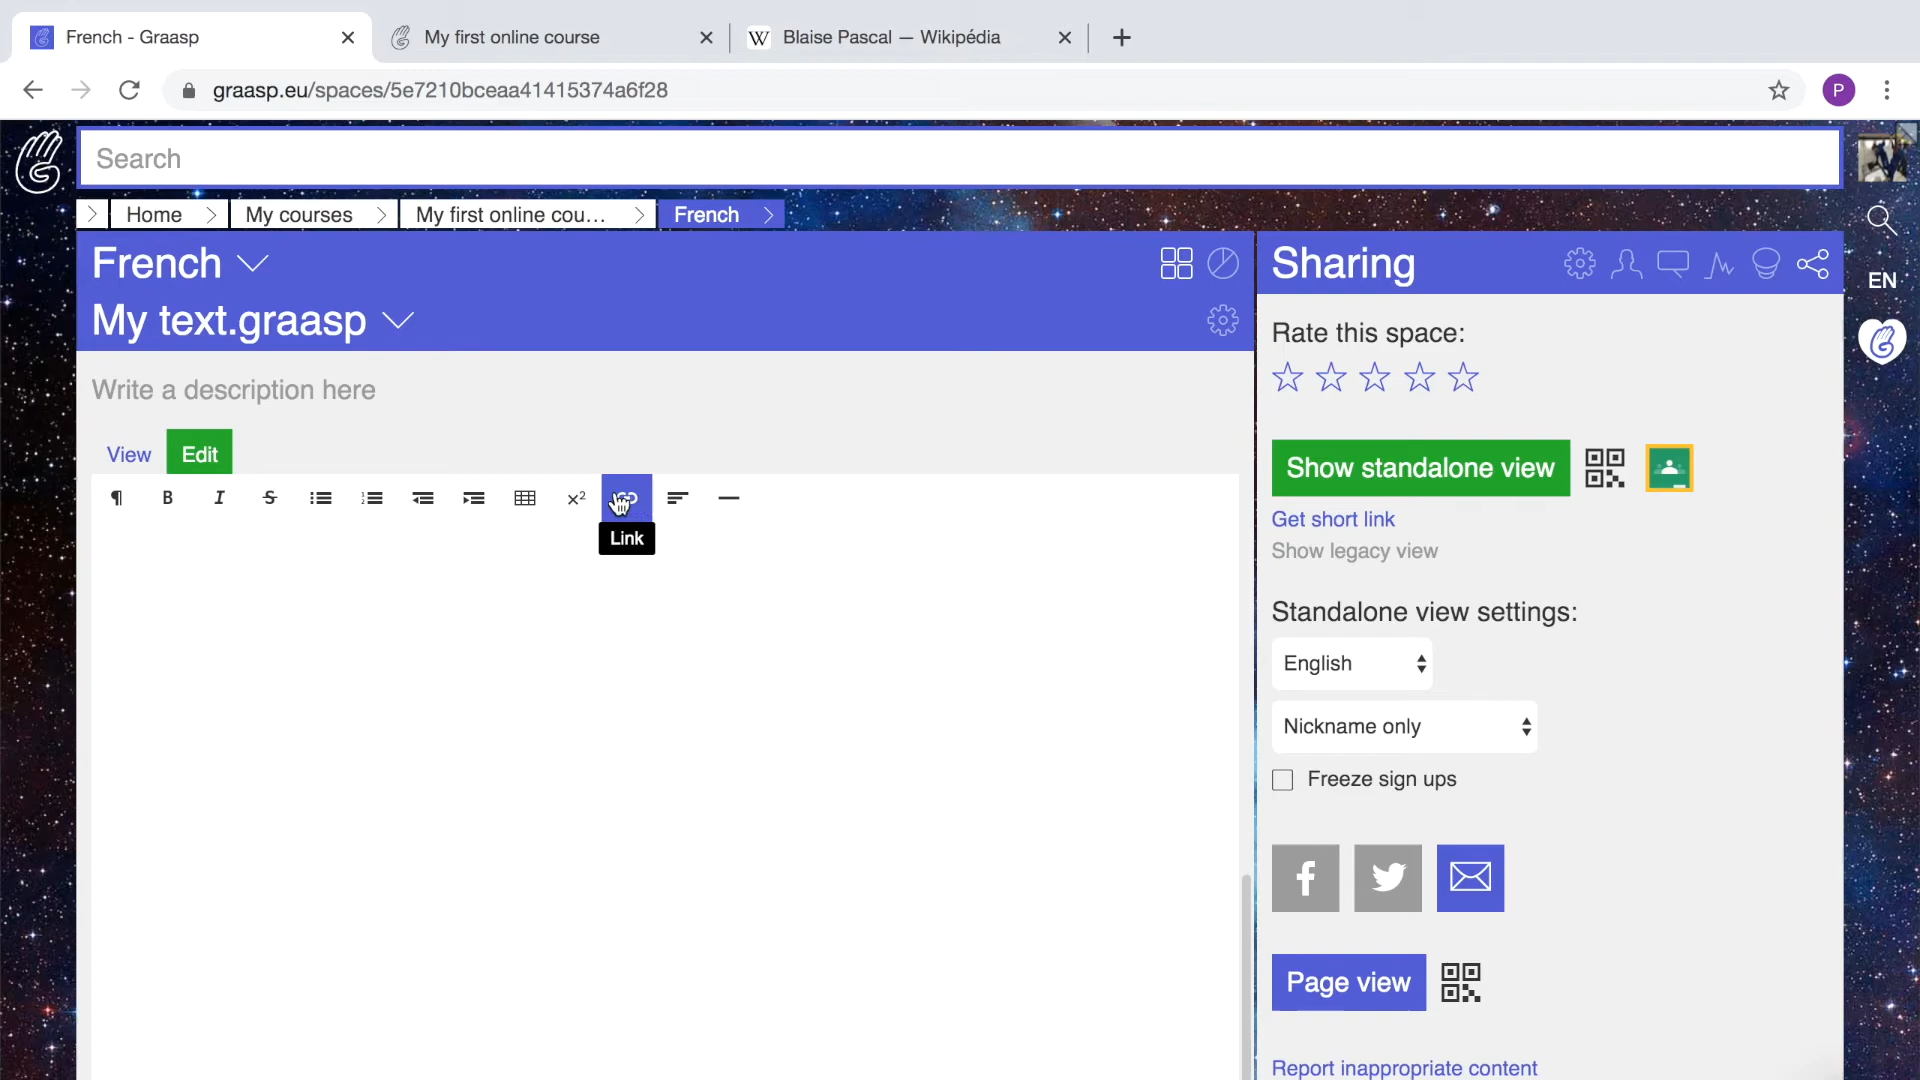 French - Graasp
My first online course
W Blaise Pascal — Wikipédia
graasp.eu/spaces/5e7210bceaa41415374a6f28
P
Search
Home
My courses
My first online cou...
French
French
Sharing
EN
My text.graasp
Rate this space:
Write a description here
View
Edit
Show standalone view
¶ B I S x²
Link
Get short link
Show legacy view
Standalone view settings:
English
Nickname only
Freeze sign ups
Page view
Report inappropriate content